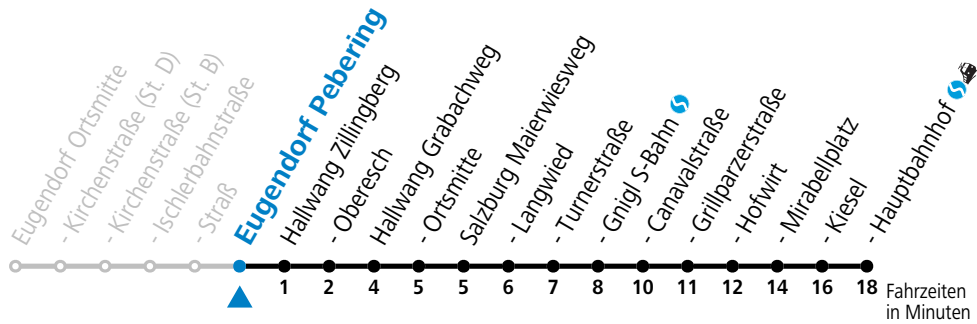 Eugendorf Ortsmitte
- Kirchenstraße (St. D)
- Kirchenstraße (St. B)
- Ischlerbahnstraße
- Straß
Eugendorf Pebering
Hallwang Zillingberg
- Oberesch
Hallwang Grabachweg
- Ortsmitte
Salzburg Maierwiesweg
- Langwied
- Turnerstraße
- Gnigl S-Bahn
- Canavalstraße
- Grillparzerstraße
- Hofwirt
- Mirabellplatz
- Kiesel
- Hauptbahnhof
1 2 4 5 5 6 7 8 10 11 12 14 16 18
Fahrzeiten
in Minuten